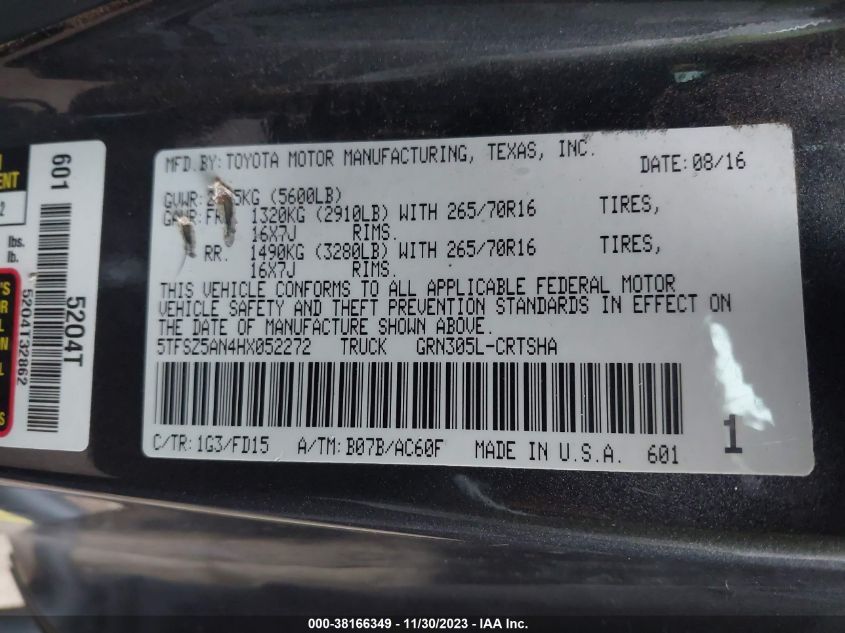 MFD.BY: TOYOTA MOTOR MANUFACTURING, TEXAS, INC. DATE: 08/16
(5600LB)
1320KG (2910LB) WITH 265/70R16 TIRES,
16X7J RIMS.
RR. 1490KG (3280LB) WITH 265/70R16 TIRES,
16X7J RIMS.
THIS VEHICLE CONFORMS TO ALL APPLICABLE FEDERAL MOTOR
VEHICLE SAFETY AND THEFT PREVENTION STANDARDS IN EFFECT ON
THE DATE OF MANUFACTURE SHOWN ABOVE.
5TFSZ5AN4HX052272 TRUCK GRN305L-CRTSHA
C/TR: 1G3/FD15 A/TM: B07B/AC60F MADE IN U.S.A. 601
1
601
5204T
5204T32862
lbs.
lb.
000-38166349 - 11/30/2023 - IAA Inc.